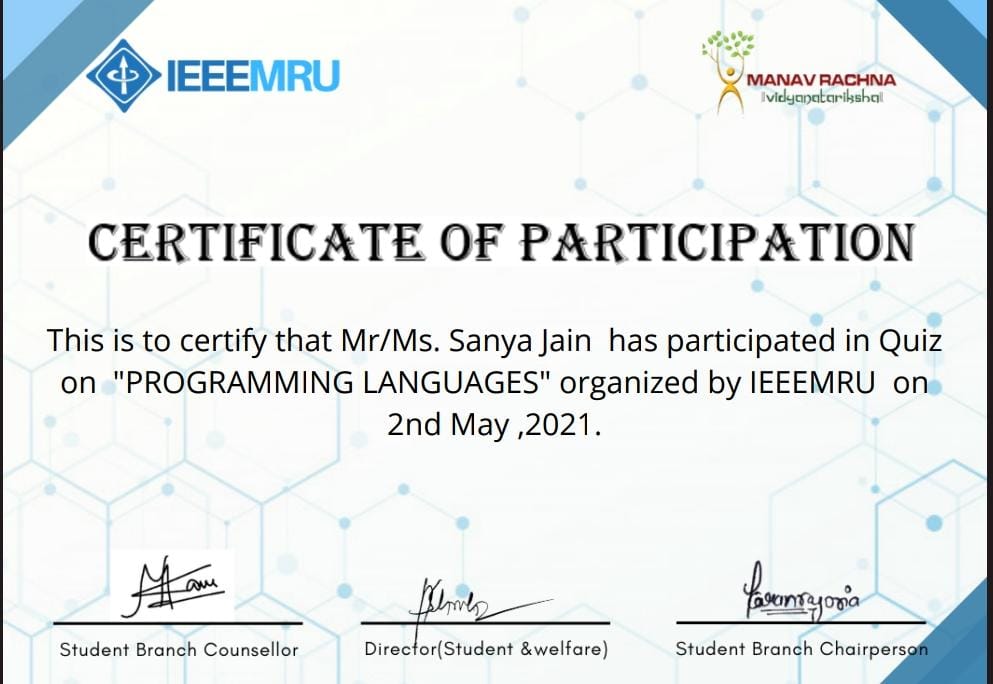 IEEEMRU
MANAV RACHNA
vidyanatariksha
CERTIFICATE OF PARTICIPATION
This is to certify that Mr/Ms. Sanya Jain has participated in Quiz
on "PROGRAMMING LANGUAGES" organized by IEEEMRU on
2nd May ,2021.
Student Branch Counsellor
Director(Student &welfare)
Student Branch Chairperson